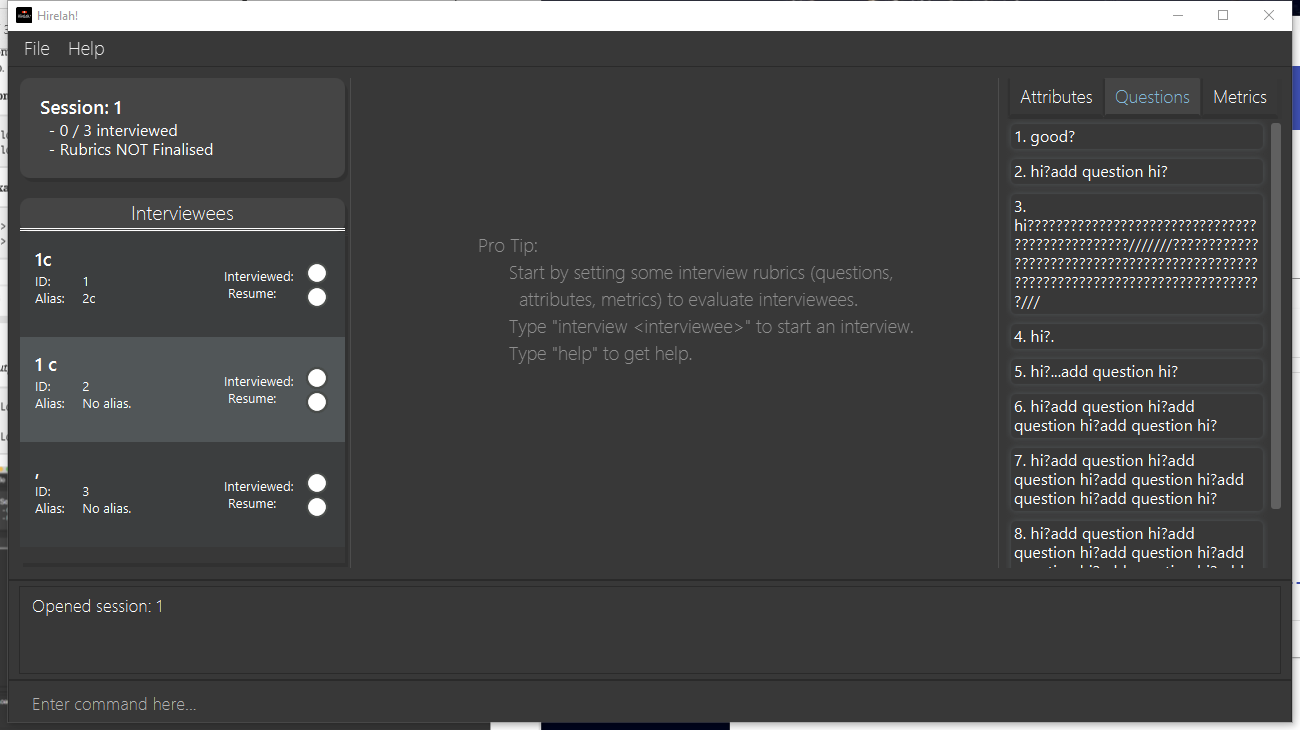 Hirelah!
File Help
Session: 1
- 0 / 3 interviewed
- Rubrics NOT Finalised
Interviewees
1c
ID: 1
Alias: 2c
Interviewed:
Resume:
1 c
ID: 2
Alias: No alias.
Interviewed:
Resume:
,
ID: 3
Alias: No alias.
Interviewed:
Resume:
Pro Tip:
Start by setting some interview rubrics (questions,
attributes, metrics) to evaluate interviewees.
Type "interview <interviewee>" to start an interview.
Type "help" to get help.
Attributes Questions Metrics
1. good?
2. hi?add question hi?
3.
hi????????????????????????????????
????????????????///////????????????
??????????????????????????????????
??????????????????????????????????
?///
4. hi?.
5. hi?...add question hi?
6. hi?add question hi?add
question hi?add question hi?
7. hi?add question hi?add
question hi?add question hi?add
question hi?add question hi?
8. hi?add question hi?add
question hi?add question hi?add
Opened session: 1
Enter command here...